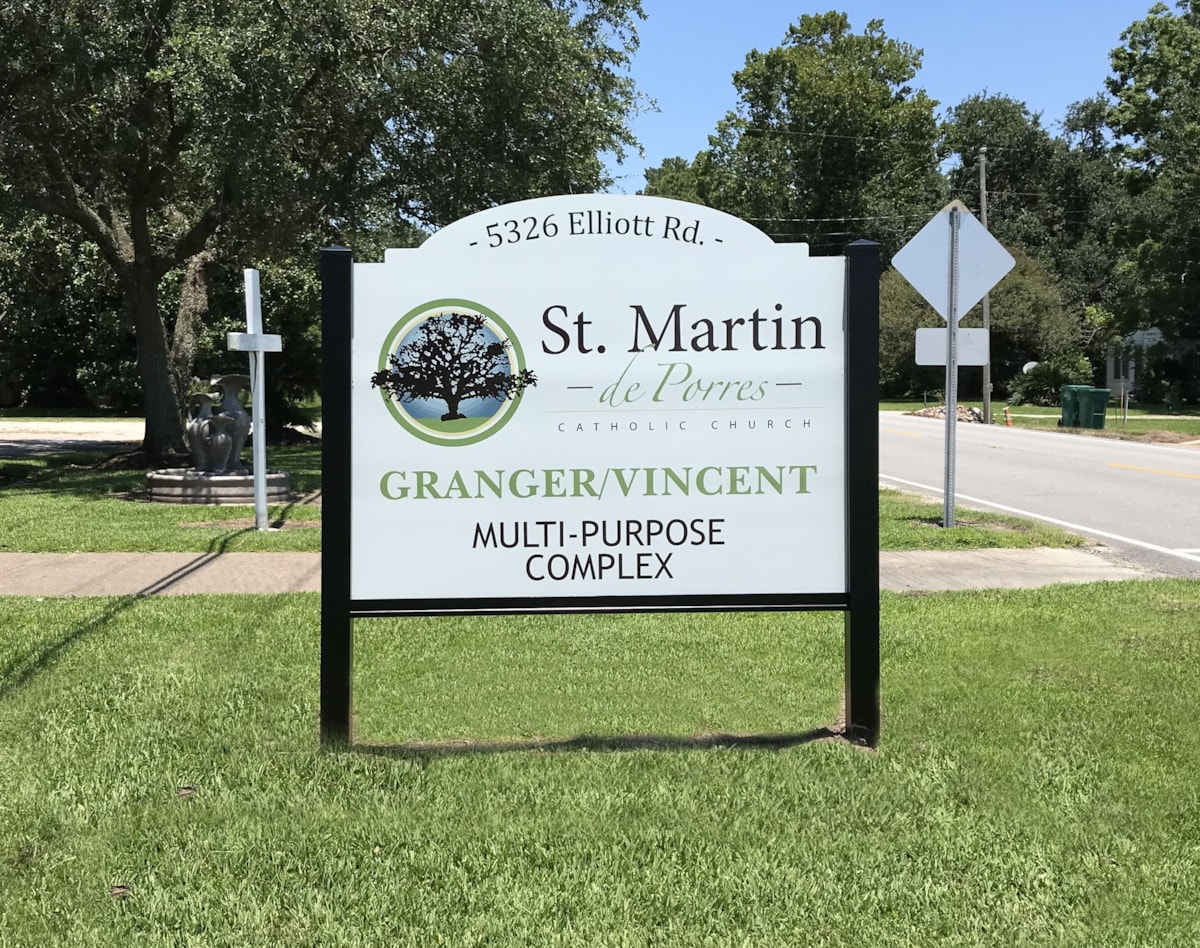 - 5326 Elliott Rd. -
St. Martin
de Porres
CATHOLIC CHURCH
GRANGER/VINCENT
MULTI-PURPOSE
COMPLEX